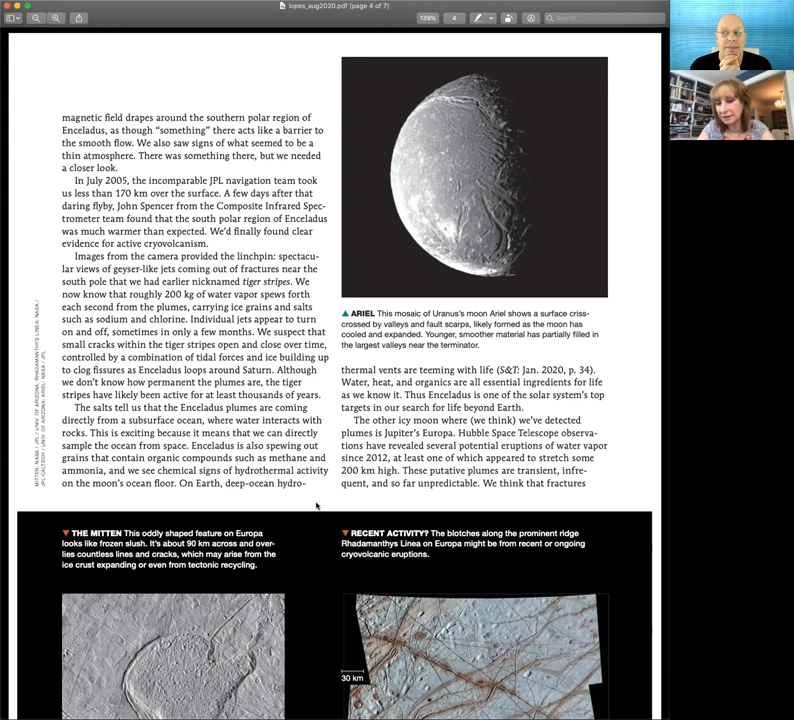 lopes_aug2020.pdf (page 4 of 7)
139%
4
Search
magnetic field drapes around the southern polar region of
Enceladus, as though “something” there acts like a barrier to
the smooth flow. We also saw signs of what seemed to be a
thin atmosphere. There was something there, but we needed
a closer look.
In July 2005, the incomparable JPL navigation team took
us less than 170 km over the surface. A few days after that
daring flyby, John Spencer from the Composite Infrared Spec-
trometer team found that the south polar region of Enceladus
was much warmer than expected. We’d finally found clear
evidence for active cryovolcanism.
Images from the camera provided the linchpin: spectacu-
lar views of geyser-like jets coming out of fractures near the
south pole that we had earlier nicknamed tiger stripes. We
now know that roughly 200 kg of water vapor spews forth
each second from the plumes, carrying ice grains and salts
such as sodium and chlorine. Individual jets appear to turn
on and off, sometimes in only a few months. We suspect that
small cracks within the tiger stripes open and close over time,
controlled by a combination of tidal forces and ice building up
to clog fissures as Enceladus loops around Saturn. Although
we don’t know how permanent the plumes are, the tiger
stripes have likely been active for at least thousands of years.
The salts tell us that the Enceladus plumes are coming
directly from a subsurface ocean, where water interacts with
rocks. This is exciting because it means that we can directly
sample the ocean from space. Enceladus is also spewing out
grains that contain organic compounds such as methane and
ammonia, and we see chemical signs of hydrothermal activity
on the moon’s ocean floor. On Earth, deep-ocean hydro-
MITTEN: NASA / JPL / UNIV. OF ARIZONA; RHADAMANTHYS LINEA: NASA /
JPL-CALTECH / UNIV. OF ARIZONA; ARIEL: NASA / JPL
▲ ARIEL This mosaic of Uranus’s moon Ariel shows a surface criss-
crossed by valleys and fault scarps, likely formed as the moon has
cooled and expanded. Younger, smoother material has partially filled in
the largest valleys near the terminator.
thermal vents are teeming with life (S&T: Jan. 2020, p. 34).
Water, heat, and organics are all essential ingredients for life
as we know it. Thus Enceladus is one of the solar system’s top
targets in our search for life beyond Earth.
The other icy moon where (we think) we’ve detected
plumes is Jupiter’s Europa. Hubble Space Telescope observa-
tions have revealed several potential eruptions of water vapor
since 2012, at least one of which appeared to stretch some
200 km high. These putative plumes are transient, infre-
quent, and so far unpredictable. We think that fractures
▼ THE MITTEN This oddly shaped feature on Europa
looks like frozen slush. It’s about 90 km across and over-
lies countless lines and cracks, which may arise from the
ice crust expanding or even from tectonic recycling.
▼ RECENT ACTIVITY? The blotches along the prominent ridge
Rhadamanthys Linea on Europa might be from recent or ongoing
cryovolcanic eruptions.
30 km